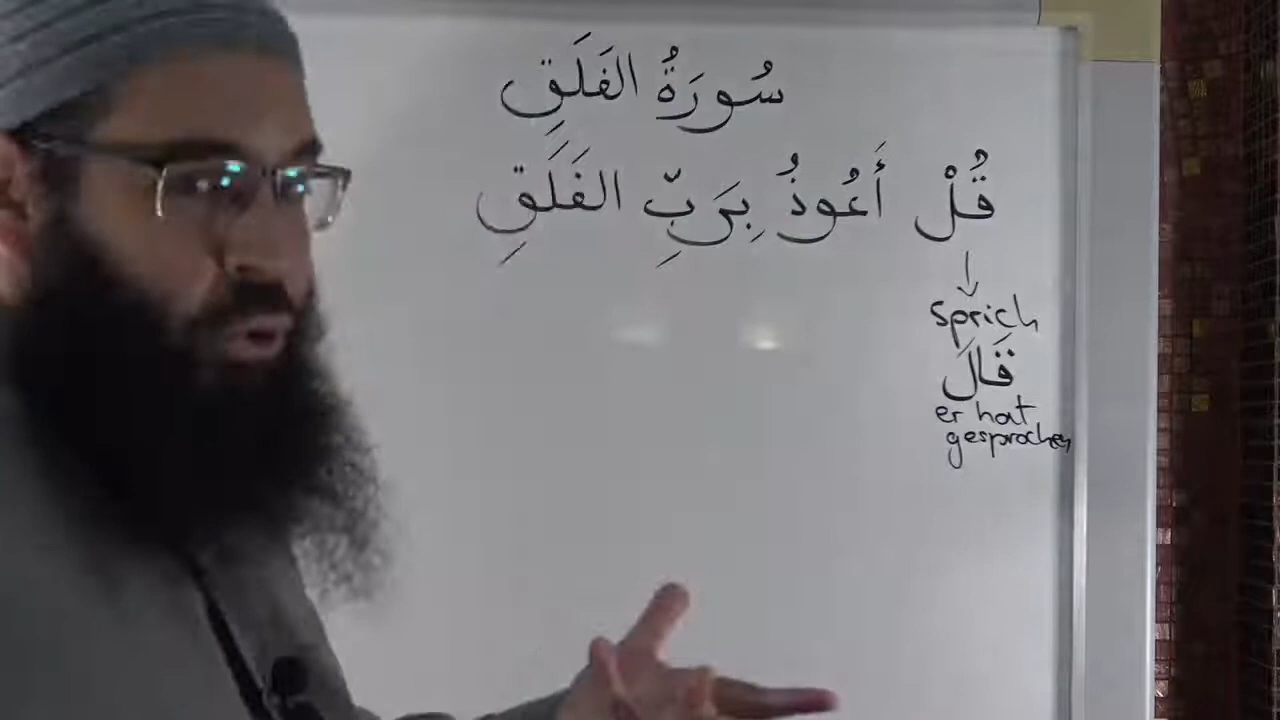 سُورَةُ الفَلَقِ
قُلْ أَعُوذُ بِرَبِّ الفَلَقِ
sprich
قَالَ
er hat
gesprochen